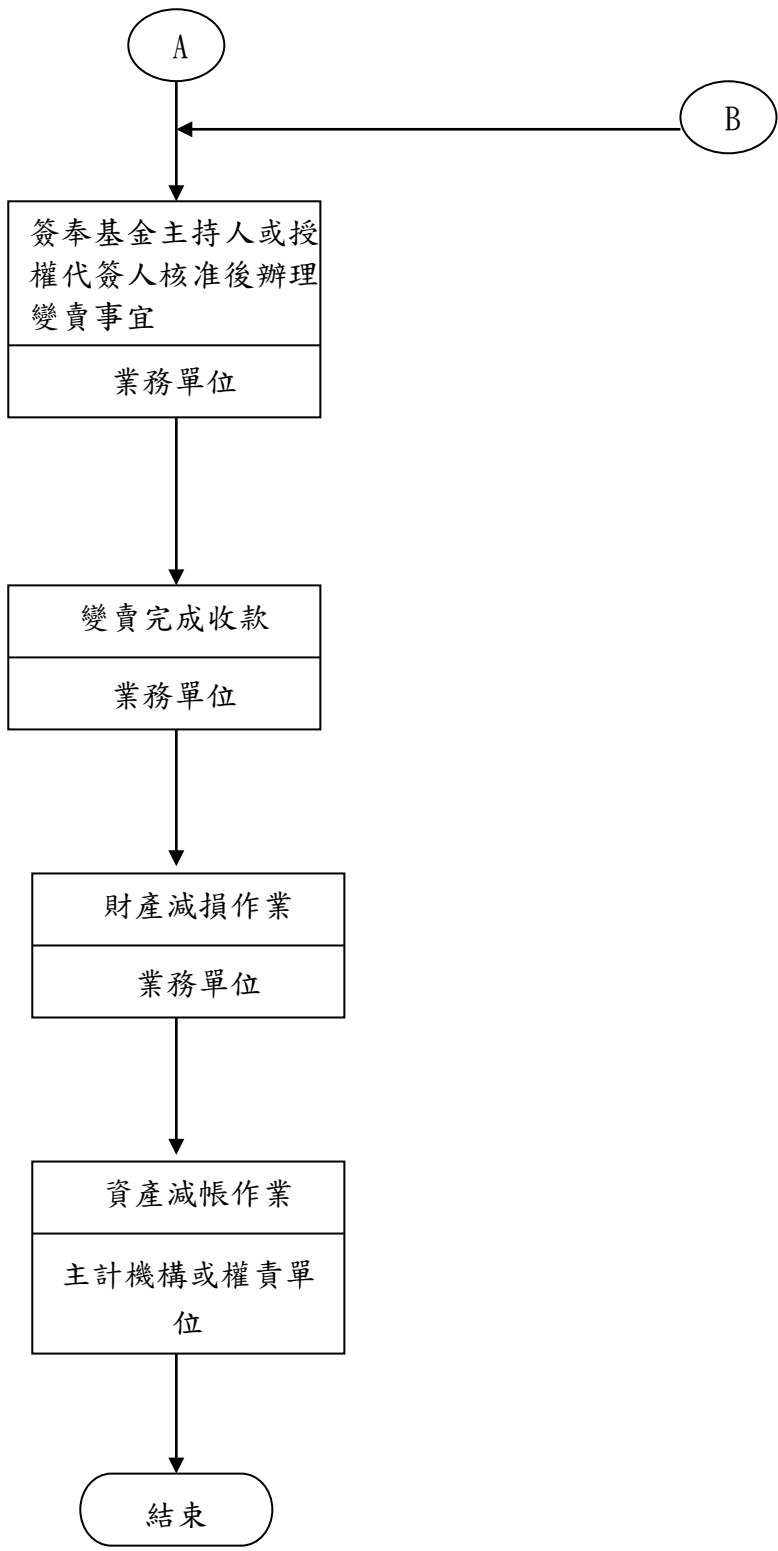 A
B
簽奉基金主持人或授
權代簽人核准後辦理
變賣事宜
業務單位
變賣完成收款
業務單位
財產減損作業
業務單位
資產減帳作業
主計機構或權責單
位
結束